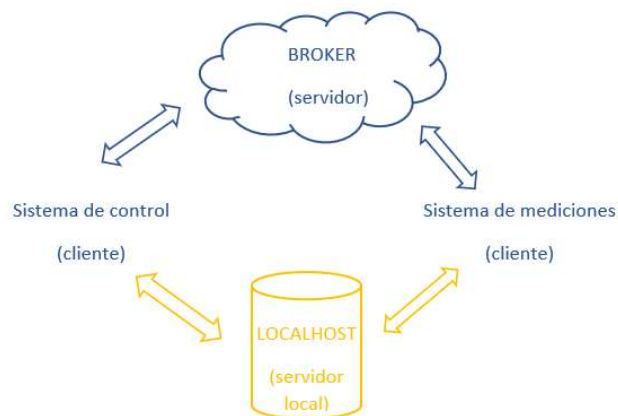 BROKER
(servidor)
Sistema de control
(cliente)
Sistema de mediciones
(cliente)
LOCALHOST
(servidor
local)